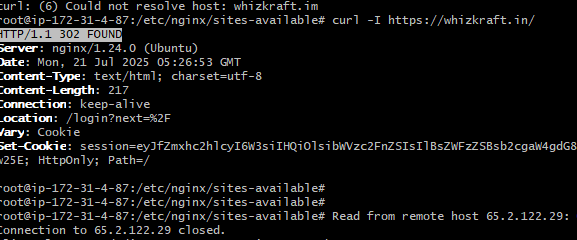 curl: (6) Could not resolve host: whizkraft.im
root@ip-172-31-4-87:/etc/nginx/sites-available# curl -I https://whizkraft.in/
HTTP/1.1 302 FOUND
Server: nginx/1.24.0 (Ubuntu)
Date: Mon, 21 Jul 2025 05:26:53 GMT
Content-Type: text/html; charset=utf-8
Content-Length: 217
Connection: keep-alive
Location: /login?next=%2F
Vary: Cookie
Set-Cookie: session=eyJfZmxhc2hlcyI6W3siIHQiOlsibWVzc2FnZSIsIlBsZWFzZSBsb2cgaW4gdG8
w25E; HttpOnly; Path=/
root@ip-172-31-4-87:/etc/nginx/sites-available#
root@ip-172-31-4-87:/etc/nginx/sites-available#
root@ip-172-31-4-87:/etc/nginx/sites-available# Read from remote host 65.2.122.29:
Connection to 65.2.122.29 closed.